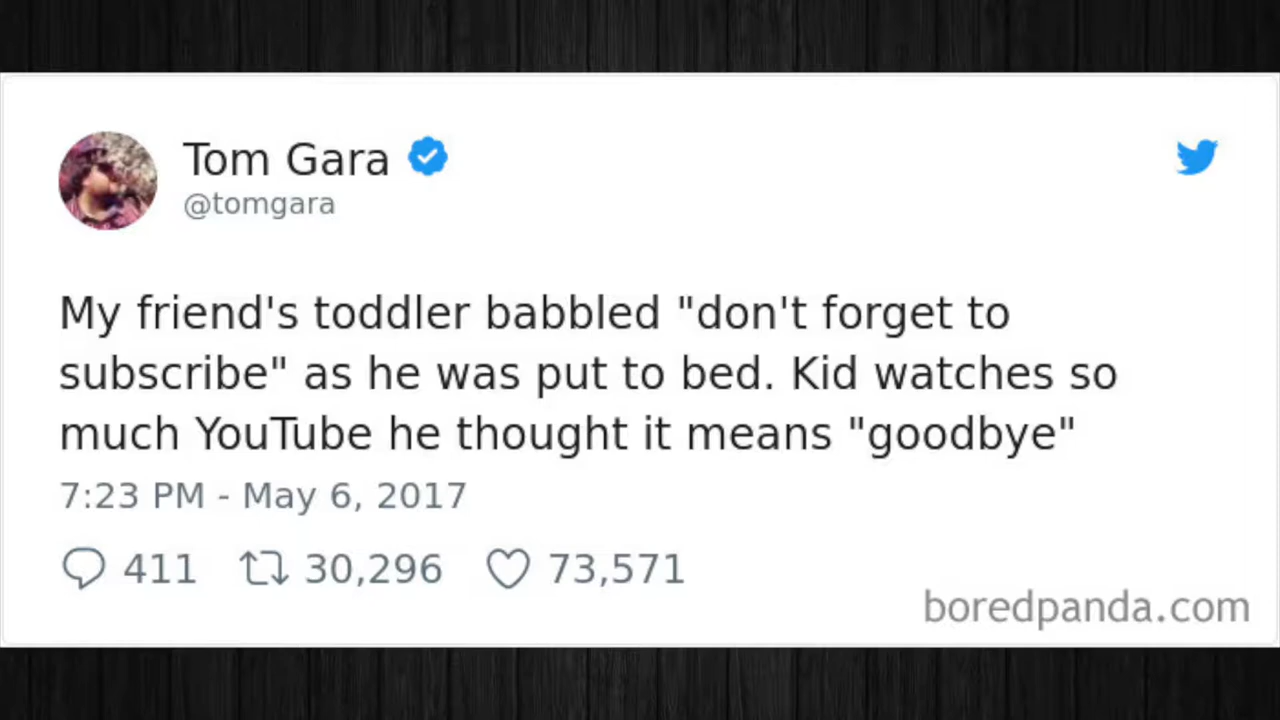 Tom Gara
@tomgara
My friend's toddler babbled "don't forget to
subscribe" as he was put to bed. Kid watches so
much YouTube he thought it means "goodbye"
7:23 PM - May 6, 2017
411 30,296 73,571
boredpanda.com